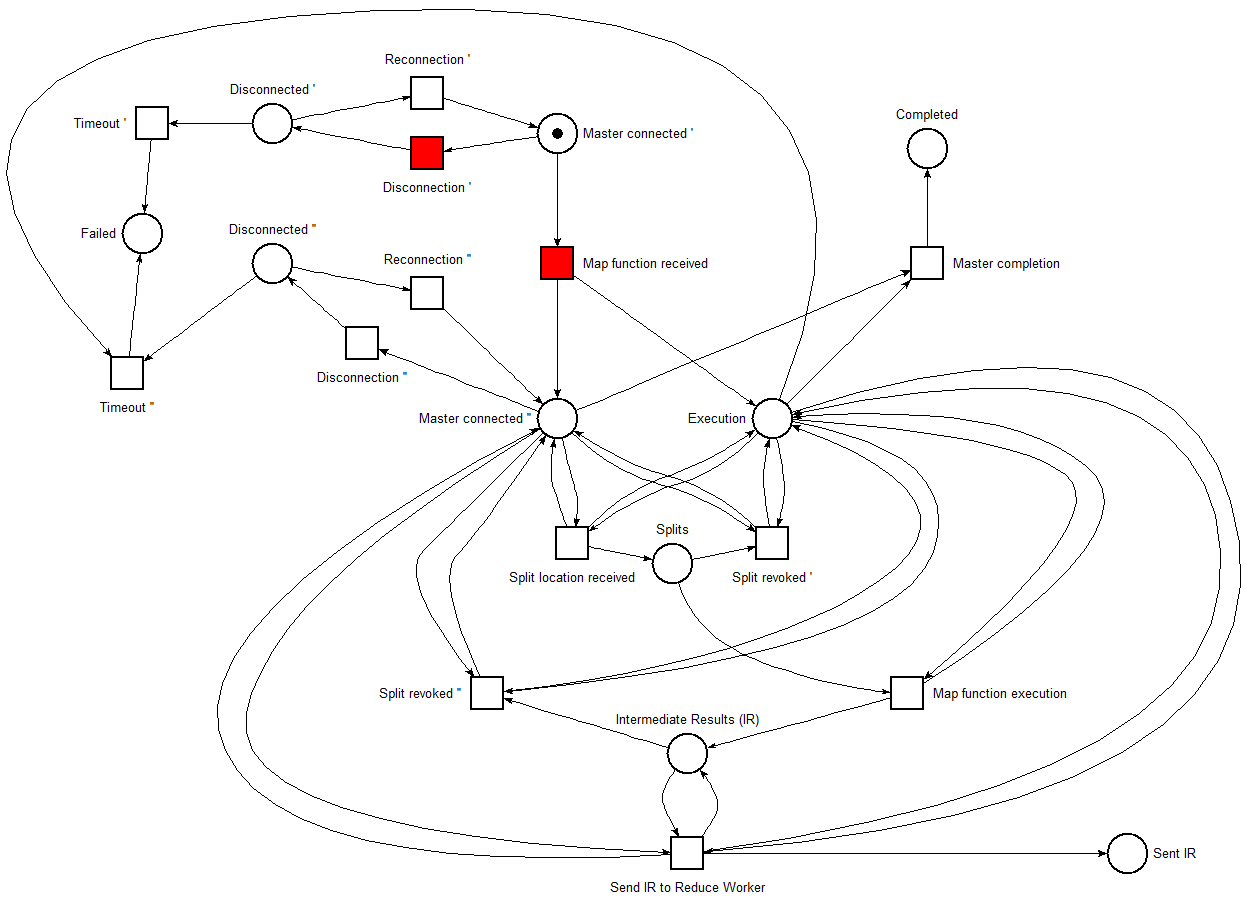 Reconnection '
Disconnected '
Completed
Timeout '
Master connected '
Disconnection '
Disconnected "
Failed
Reconnection "
Map function received
Master completion
Disconnection "
Timeout "
Master connected "
Execution
Splits
Split location received
Split revoked '
Split revoked "
Map function execution
Intermediate Results (IR)
Sent IR
Send IR to Reduce Worker